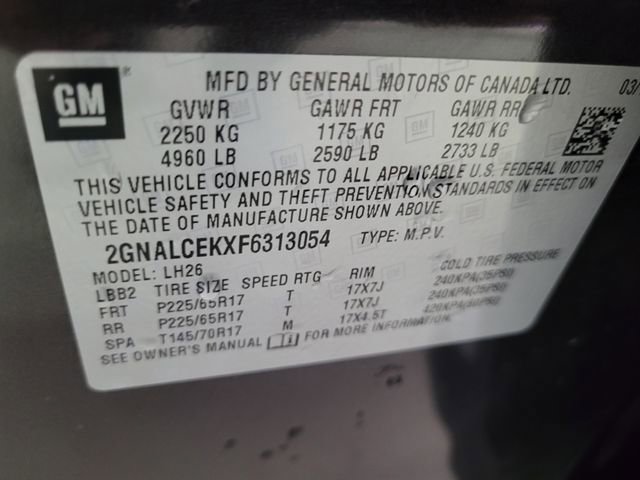 GM ® MFD BY GENERAL MOTORS OF CANADA LTD. 03/
GVWR GAWR FRT GAWR RR
2250 KG 1175 KG 1240 KG
4960 LB 2590 LB 2733 LB
THIS VEHICLE CONFORMS TO ALL APPLICABLE U.S. FEDERAL MOTOR
VEHICLE SAFETY AND THEFT PREVENTION STANDARDS IN EFFECT ON
THE DATE OF MANUFACTURE SHOWN ABOVE.
2GNALCEKXF6313054 TYPE: M.P.V.
MODEL: LH26
LBB2 TIRE SIZE SPEED RTG RIM
FRT P225/65R17 T 17X7J 240KPA(35PSI)
RR P225/65R17 T 17X7J 240KPA(35PSI)
SPA T145/70R17 M 17X4.5T 420KPA(60PSI)
SEE OWNER'S MANUAL FOR MORE INFORMATION.